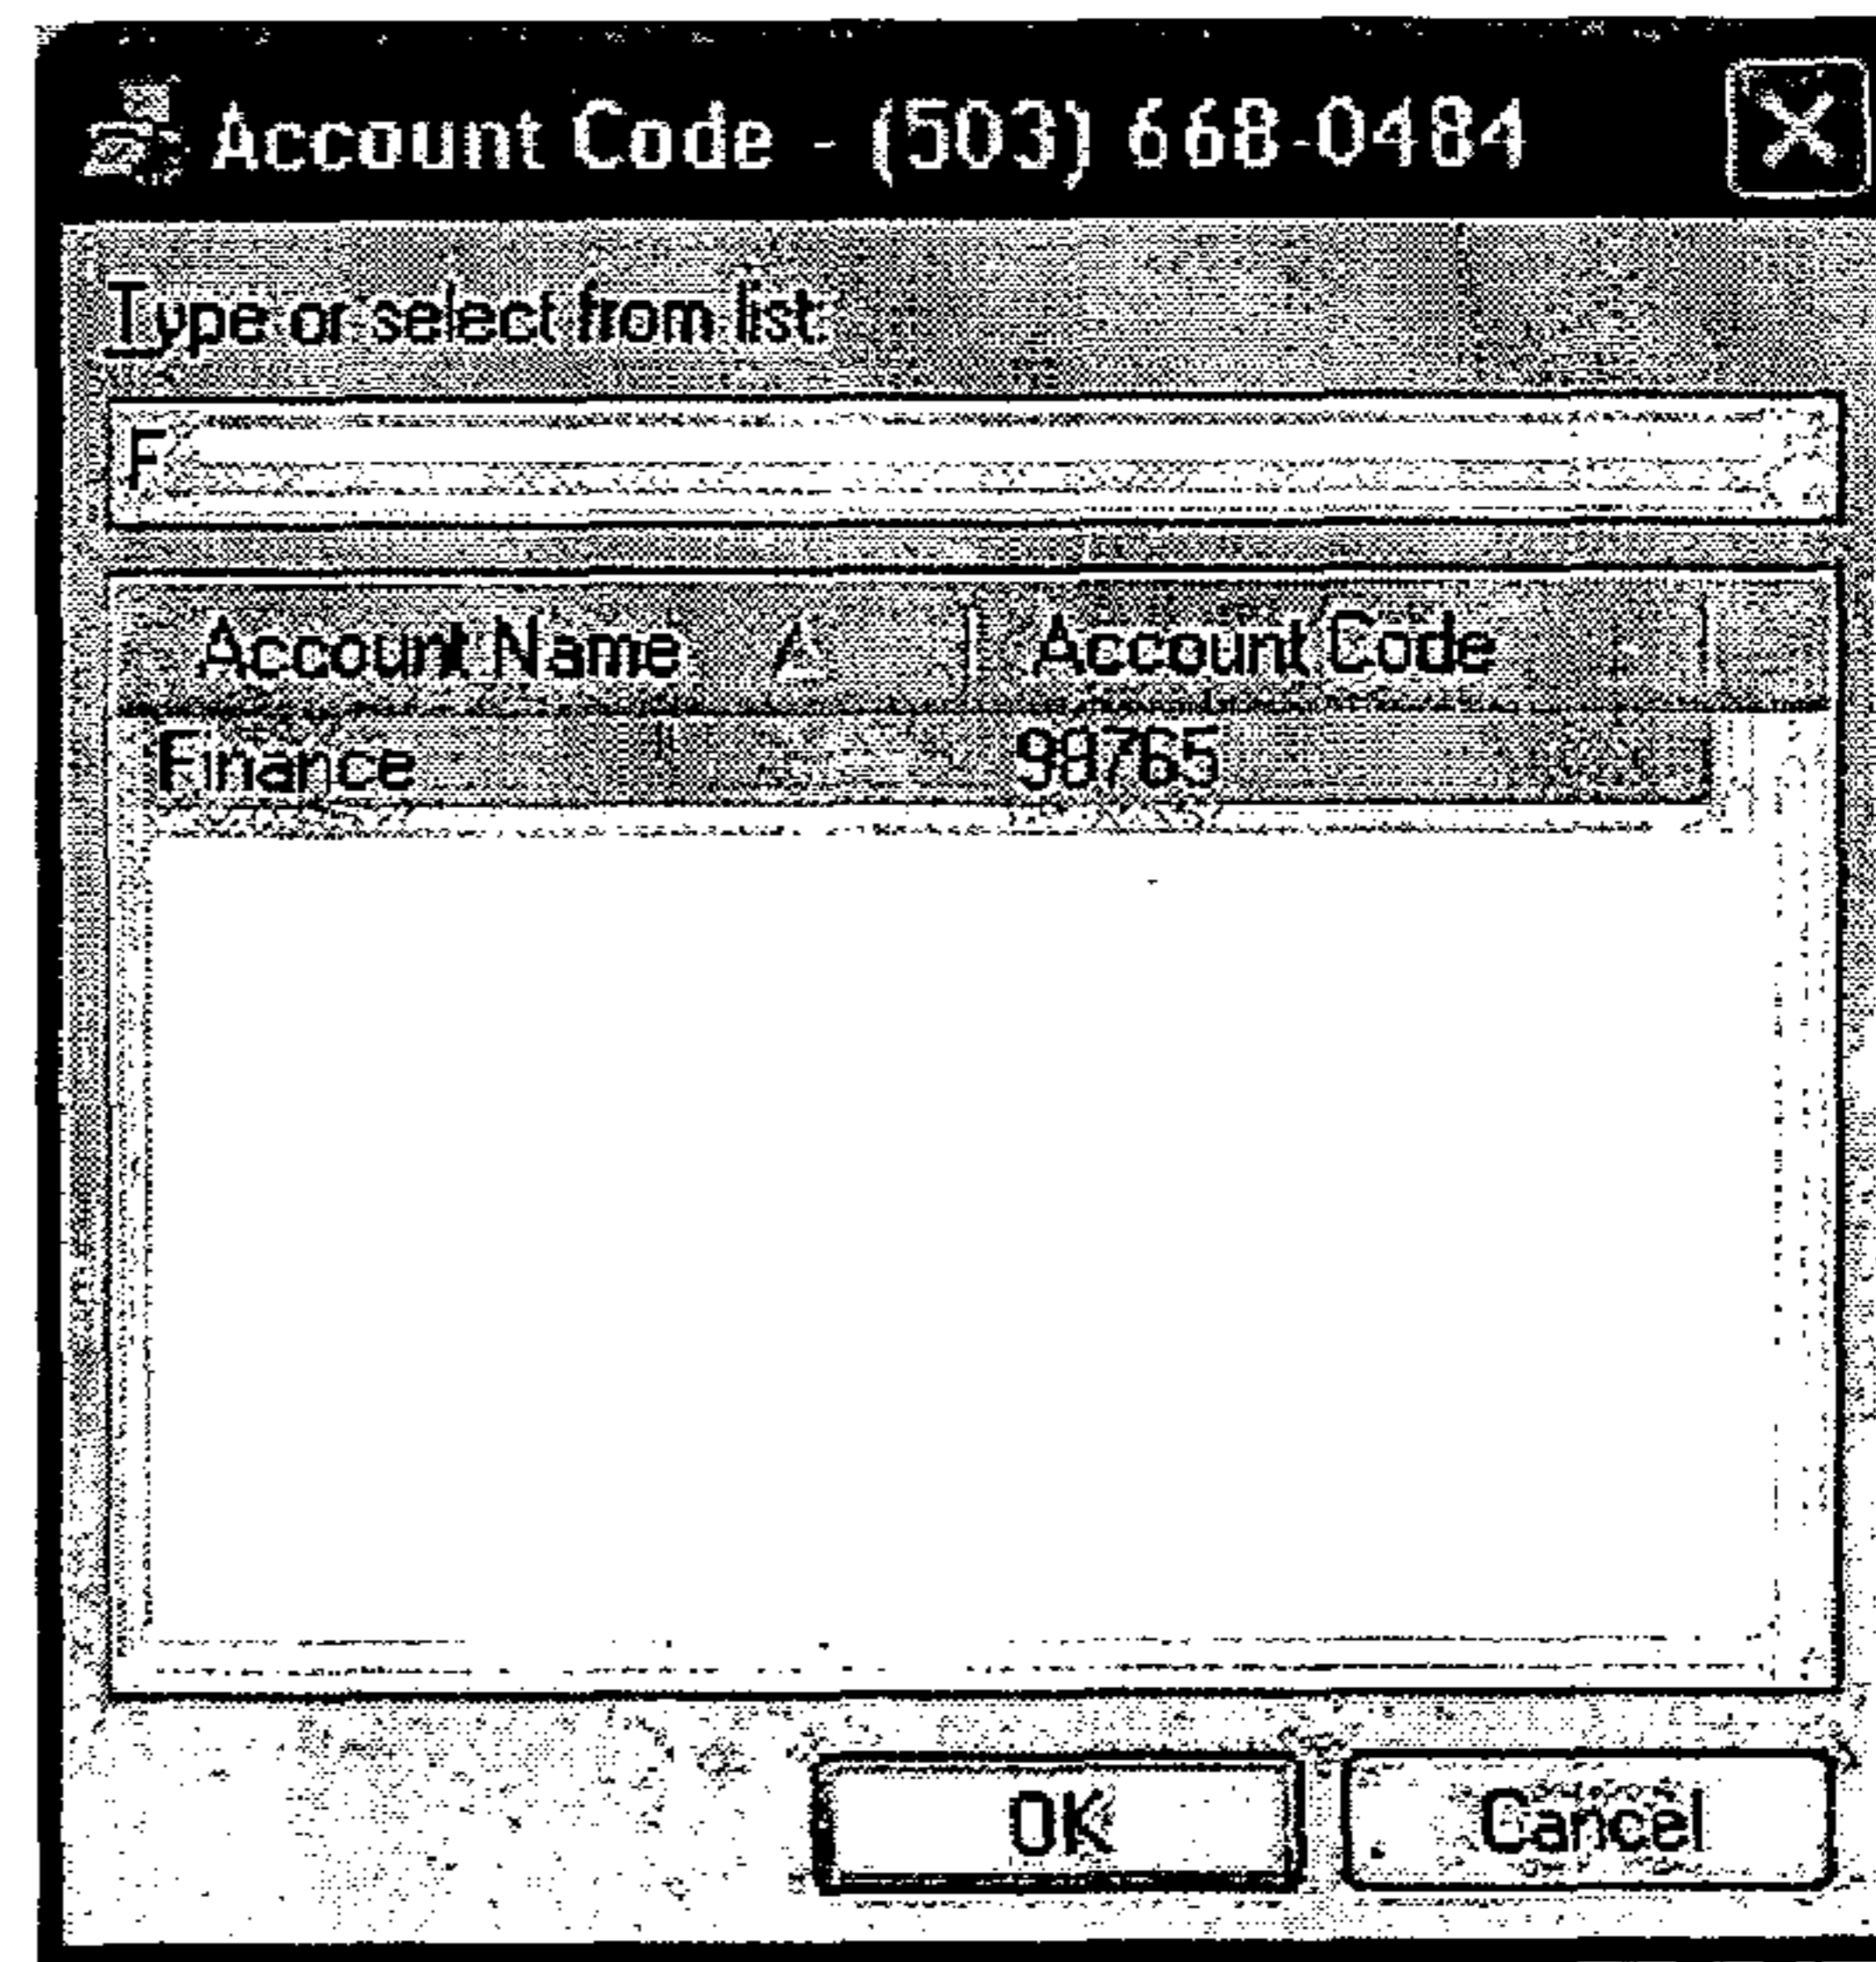 Account Code - (503) 668-0484
Type or select from list:
F
Account Name Account Code
Finance 98765
OK Cancel